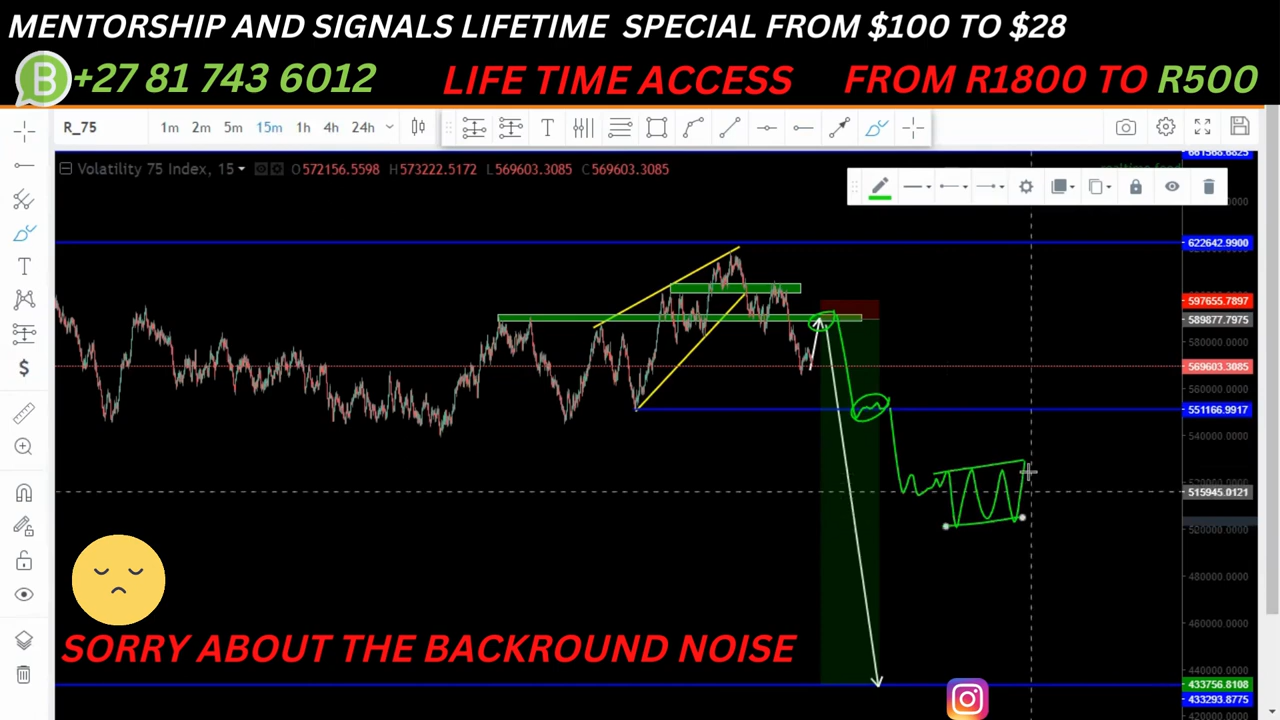 MENTORSHIP AND SIGNALS LIFETIME SPECIAL FROM $100 TO $28
B +27 81 743 6012 LIFE TIME ACCESS FROM R1800 TO R500
R_75 1m 2m 5m 15m 1h 4h 24h T
Volatility 75 Index, 15 O572156.5598 H573222.5172 L569603.3085 C569603.3085
622642.9900
597655.7897
589877.7975
580000.0000
569603.3085
560000.0000
551166.9917
540000.0000
515945.0121
500000.0000
480000.0000
460000.0000
440000.0000
433756.8108
433293.8775
420000.0000
T
$
SORRY ABOUT THE BACKROUND NOISE